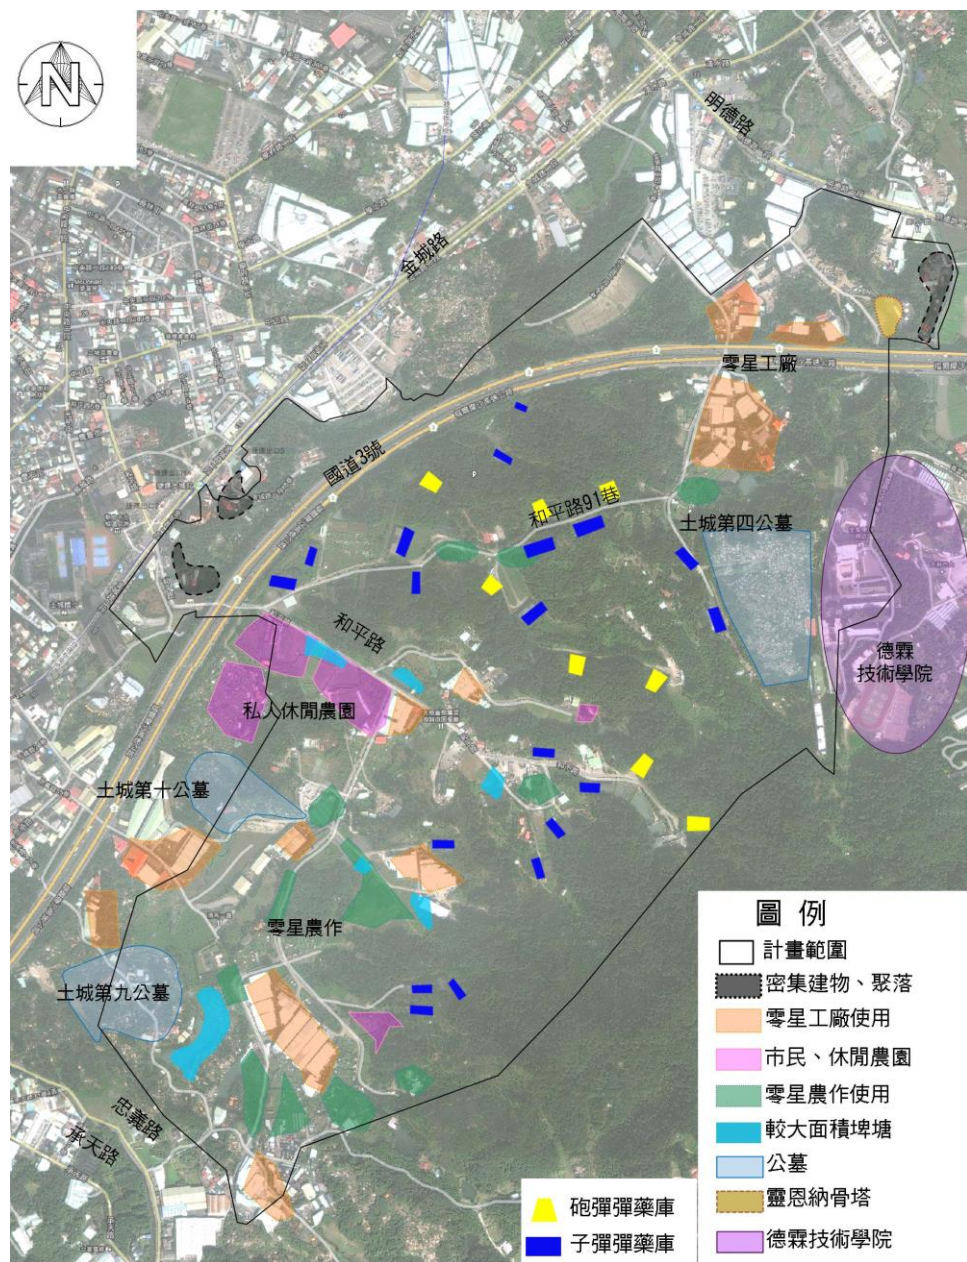 N
明德路
金城路
零星工廠
國道3號
和平路91巷
土城第四公墓
和平路
德霖
技術學院
私人休閒農園
土城第十公墓
零星農作
土城第九公墓
忠義路
承天路
圖 例
計畫範圍
密集建物、聚落
零星工廠使用
市民、休閒農園
零星農作使用
較大面積埤塘
公墓
靈恩納骨塔
德霖技術學院
砲彈彈藥庫
子彈彈藥庫